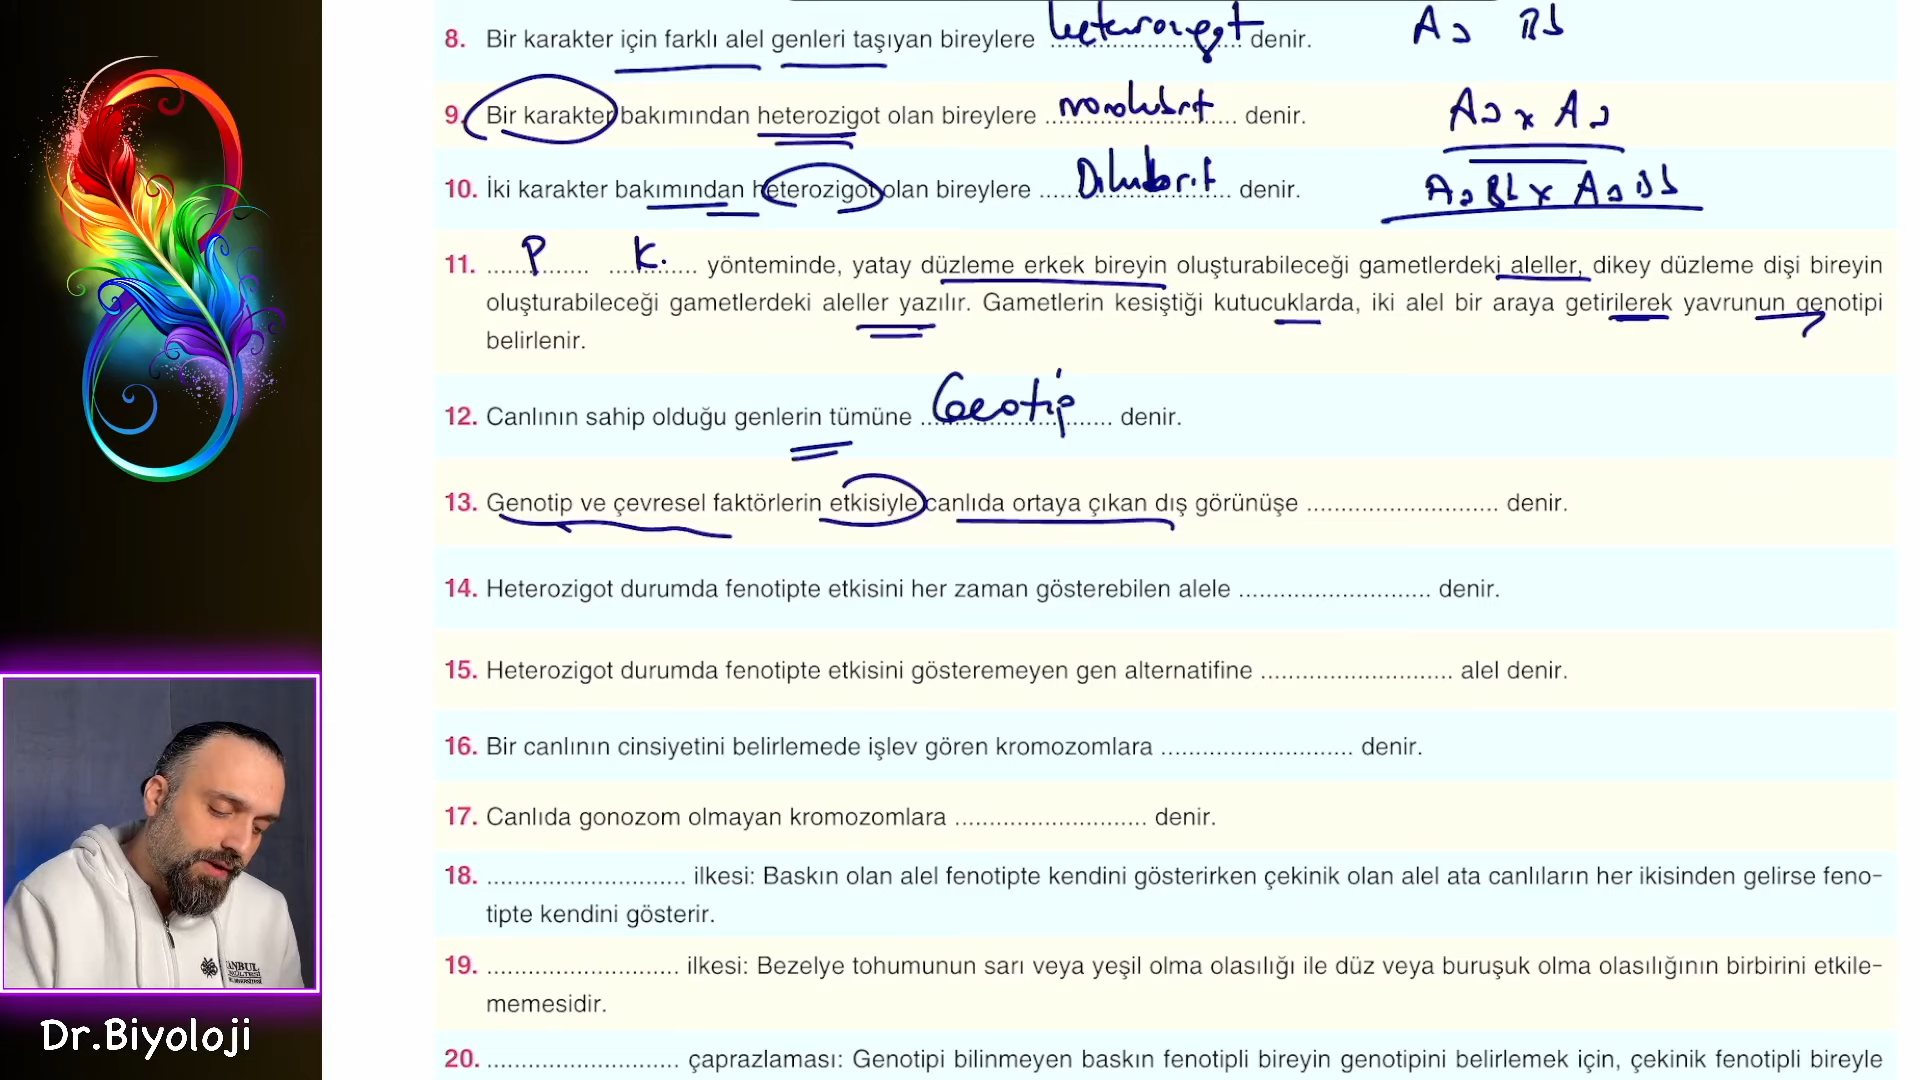 8. Bir karakter için farklı alel genleri taşıyan bireylere heterozigot denir. Aa Bb
9. Bir karakter bakımından heterozigot olan bireylere monohibrit denir. Aa x Aa
10. İki karakter bakımından heterozigot olan bireylere Dihibrit denir. AaBb x AaBb
11. P K. yönteminde, yatay düzleme erkek bireyin oluşturabileceği gametlerdeki aleller, dikey düzleme dişi bireyin
oluşturabileceği gametlerdeki aleller yazılır. Gametlerin kesiştiği kutucuklarda, iki alel bir araya getirilerek yavrunun genotipi
belirlenir.
12. Canlının sahip olduğu genlerin tümüne Geotip denir.
13. Genotip ve çevresel faktörlerin etkisiyle canlıda ortaya çıkan dış görünüşe ............................ denir.
14. Heterozigot durumda fenotipte etkisini her zaman gösterebilen alele ............................ denir.
15. Heterozigot durumda fenotipte etkisini gösteremeyen gen alternatifine ............................ alel denir.
16. Bir canlının cinsiyetini belirlemede işlev gören kromozomlara ............................ denir.
17. Canlıda gonozom olmayan kromozomlara ............................ denir.
18. ............................. ilkesi: Baskın olan alel fenotipte kendini gösterirken çekinik olan alel ata canlıların her ikisinden gelirse feno-
tipte kendini gösterir.
19. ............................ ilkesi: Bezelye tohumunun sarı veya yeşil olma olasılığı ile düz veya buruşuk olma olasılığının birbirini etkile-
memesidir.
20. ............................ çaprazlaması: Genotipi bilinmeyen baskın fenotipli bireyin genotipini belirlemek için, çekinik fenotipli bireyle
Dr.Biyoloji